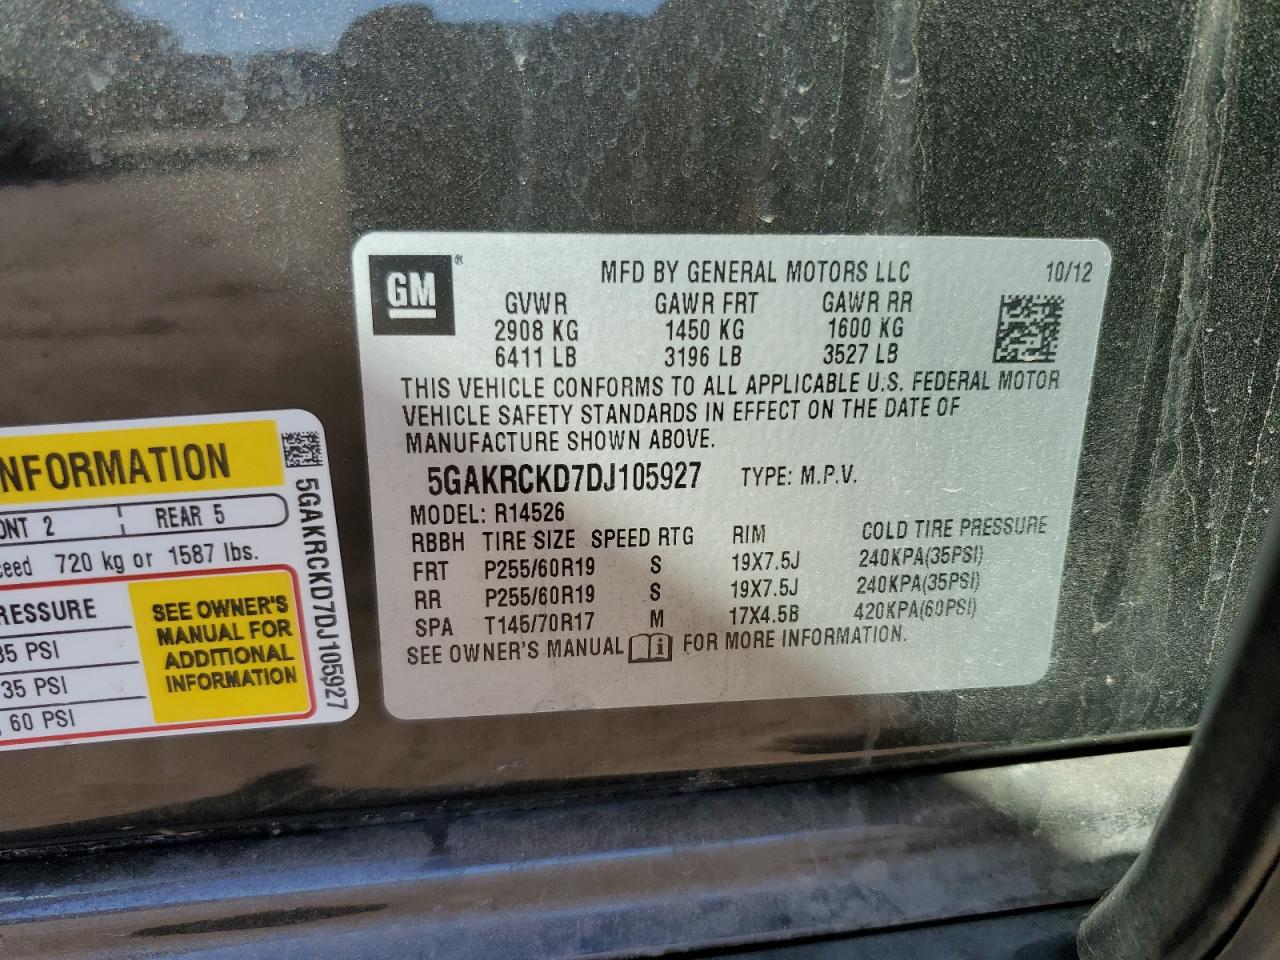 GM®
MFD BY GENERAL MOTORS LLC 10/12
GVWR GAWR FRT GAWR RR
2908 KG 1450 KG 1600 KG
6411 LB 3196 LB 3527 LB
THIS VEHICLE CONFORMS TO ALL APPLICABLE U.S. FEDERAL MOTOR
VEHICLE SAFETY STANDARDS IN EFFECT ON THE DATE OF
MANUFACTURE SHOWN ABOVE.
5GAKRCKD7DJ105927 TYPE: M.P.V.
MODEL: R14526
RBBH TIRE SIZE SPEED RTG RIM COLD TIRE PRESSURE
FRT P255/60R19 S 19X7.5J 240KPA(35PSI)
RR P255/60R19 S 19X7.5J 240KPA(35PSI)
SPA T145/70R17 M 17X4.5B 420KPA(60PSI)
SEE OWNER'S MANUAL i FOR MORE INFORMATION.
NFORMATION
ONT 2 REAR 5
ceed 720 kg or 1587 lbs.
RESSURE
35 PSI
35 PSI
60 PSI
SEE OWNER'S
MANUAL FOR
ADDITIONAL
INFORMATION
5GAKRCKD7DJ105927